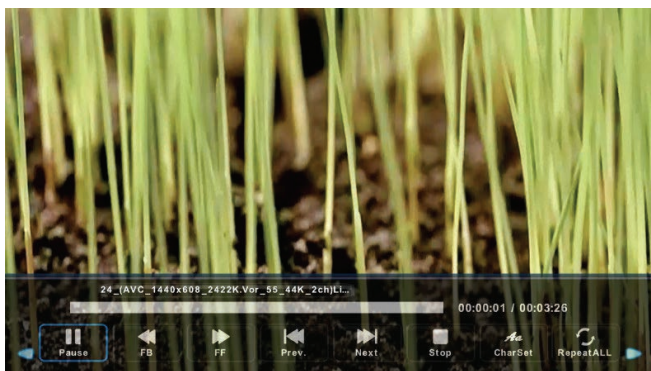 24_(AVC_1440x608_2422K.Vor_55_44K_2ch)Li...
00:00:01 / 00:03:26
Pause FB FF Prev. Next Stop CharSet RepeatALL